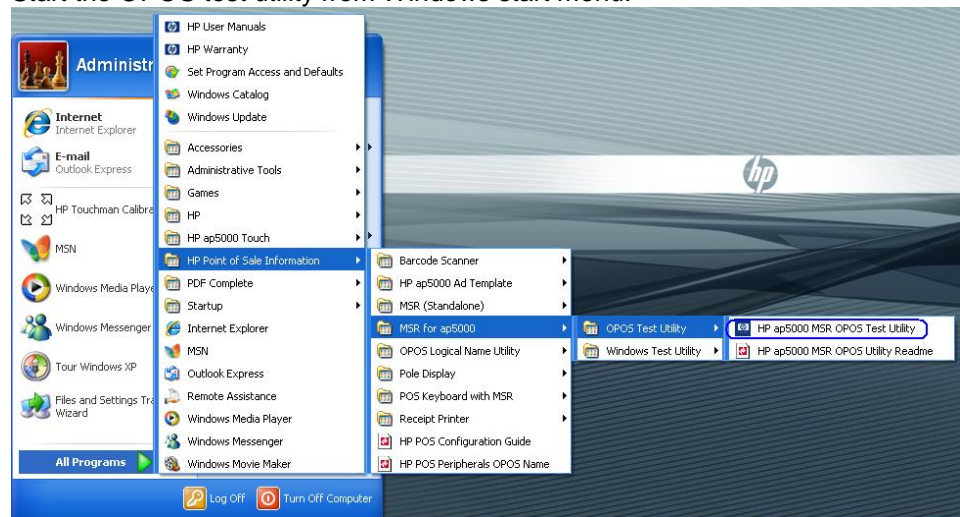 Start the OPOS test utility from Windows start menu.
Administr
Internet
Internet Explorer
E-mail
Outlook Express
HP Touchman Calibra
MSN
Windows Media Playe
Windows Messenger
Tour Windows XP
Files and Settings Tra
Wizard
All Programs
HP User Manuals
HP Warranty
Set Program Access and Defaults
Windows Catalog
Windows Update
Accessories
Administrative Tools
Games
HP
HP ap5000 Touch
HP Point of Sale Information
PDF Complete
Startup
Internet Explorer
MSN
Outlook Express
Remote Assistance
Windows Media Player
Windows Messenger
Windows Movie Maker
Barcode Scanner
HP ap5000 Ad Template
MSR (Standalone)
MSR for ap5000
OPOS Logical Name Utility
Pole Display
POS Keyboard with MSR
Receipt Printer
HP POS Configuration Guide
HP POS Peripherals OPOS Name
OPOS Test Utility
Windows Test Utility
HP ap5000 MSR OPOS Test Utility
HP ap5000 MSR OPOS Utility Readme
hp
Log Off
Turn Off Computer